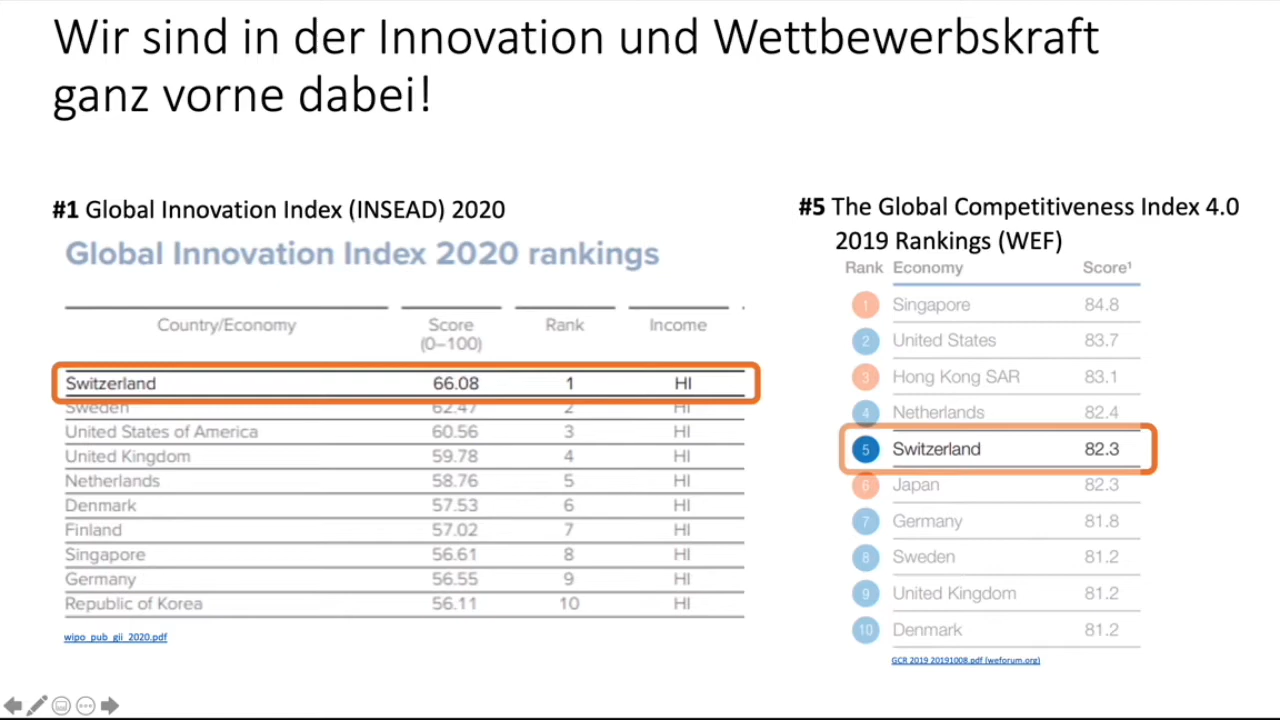 Wir sind in der Innovation und Wettbewerbskraft
ganz vorne dabei!
#1 Global Innovation Index (INSEAD) 2020
Global Innovation Index 2020 rankings
Country/Economy Score (0–100) Rank Income
Switzerland 66.08 1 HI
Sweden 62.47 2 HI
United States of America 60.56 3 HI
United Kingdom 59.78 4 HI
Netherlands 58.76 5 HI
Denmark 57.53 6 HI
Finland 57.02 7 HI
Singapore 56.61 8 HI
Germany 56.55 9 HI
Republic of Korea 56.11 10 HI
wipo_pub_gii_2020.pdf
#5 The Global Competitiveness Index 4.0
2019 Rankings (WEF)
Rank Economy Score¹
1 Singapore 84.8
2 United States 83.7
3 Hong Kong SAR 83.1
4 Netherlands 82.4
5 Switzerland 82.3
6 Japan 82.3
7 Germany 81.8
8 Sweden 81.2
9 United Kingdom 81.2
10 Denmark 81.2
GCR 2019 20191008.pdf (weforum.org)